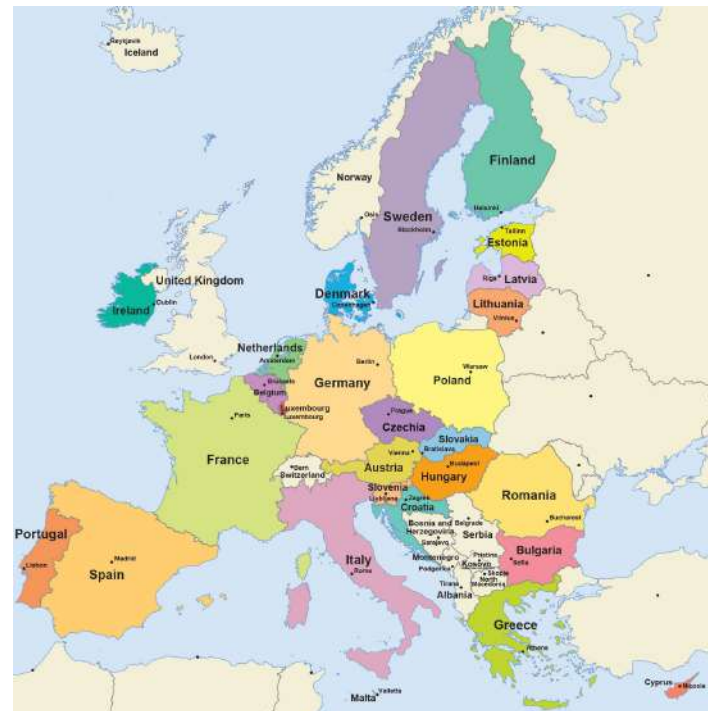 Reykjavik
Iceland
Finland
Norway
Helsinki
Oslo
Sweden
Stockholm
Tallinn
Estonia
Riga
Latvia
United Kingdom
Denmark
Copenhagen
Lithuania
Vilnius
Dublin
Ireland
Netherlands
Amsterdam
London
Berlin
Warsaw
Poland
Germany
Brussels
Belgium
Luxembourg
Luxembourg
Paris
Prague
Czechia
Slovakia
Bratislava
Vienna
France
Bern
Switzerland
Austria
Budapest
Hungary
Slovenia
Ljubljana
Zagreb
Croatia
Romania
Bucharest
Bosnia and
Herzegovina
Sarajevo
Belgrade
Serbia
Portugal
Lisbon
Madrid
Spain
Italy
Roma
Montenegro
Podgorica
Pristina
Kosovo
Bulgaria
Sofia
Skopje
North
Macedonia
Tirana
Albania
Greece
Athens
Malta
Valletta
Cyprus
Nicosia